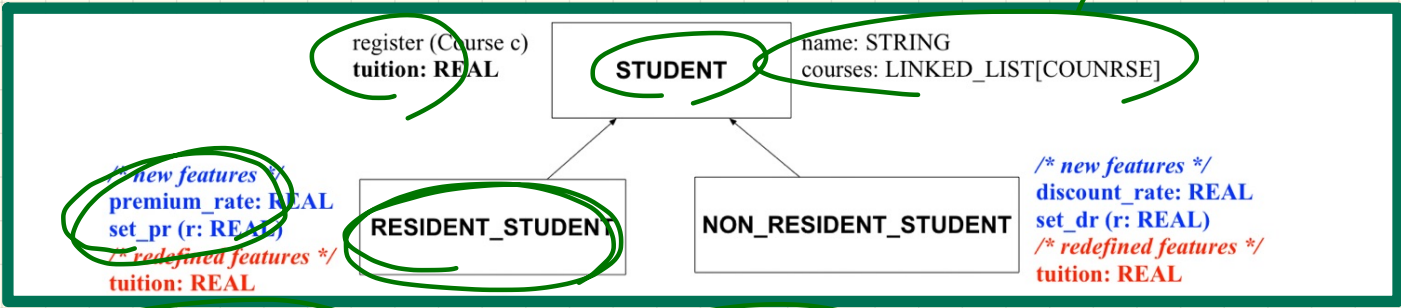 register (Course c)
tuition: REAL
STUDENT
name: STRING
courses: LINKED_LIST[COUNRSE]
/* new features */
premium_rate: REAL
set_pr (r: REAL)
/* redefined features */
tuition: REAL
RESIDENT_STUDENT
NON_RESIDENT_STUDENT
/* new features */
discount_rate: REAL
set_dr (r: REAL)
/* redefined features */
tuition: REAL